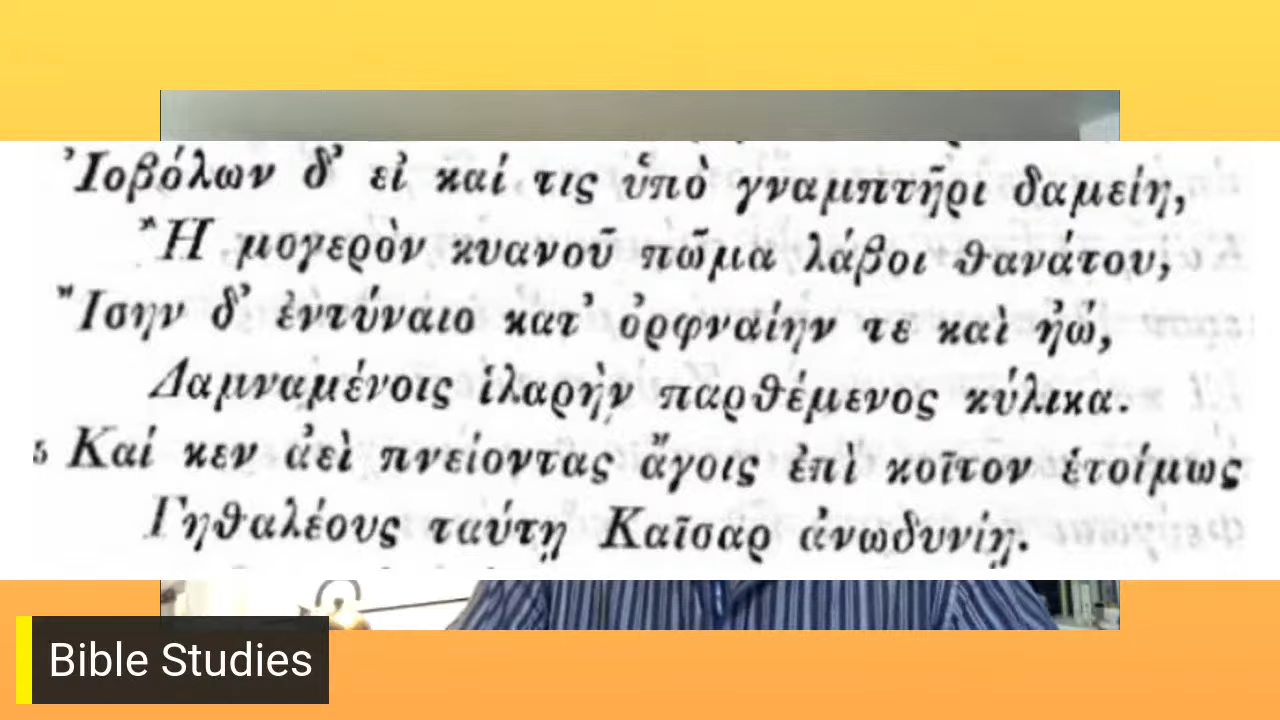 Ἰοβόλων δ' εἰ καί τις ὑπὸ γναμπτῆρι δαμείη,
Ἢ μογερὸν κυανοῦ πῶμα λάβοι θανάτου,
Ἴσην δ' ἐντύναιο κατ' ὀρφναίην τε καὶ ἠώ,
Δαμναμένοις ἱλαρὴν παρθέμενος κύλικα.
5 Καί κεν ἀεὶ πνείοντας ἄγοις ἐπὶ κοῖτον ἑτοίμως
Γηθαλέους ταύτῃ Καῖσαρ ἀνωδυνίῃ.
Bible Studies